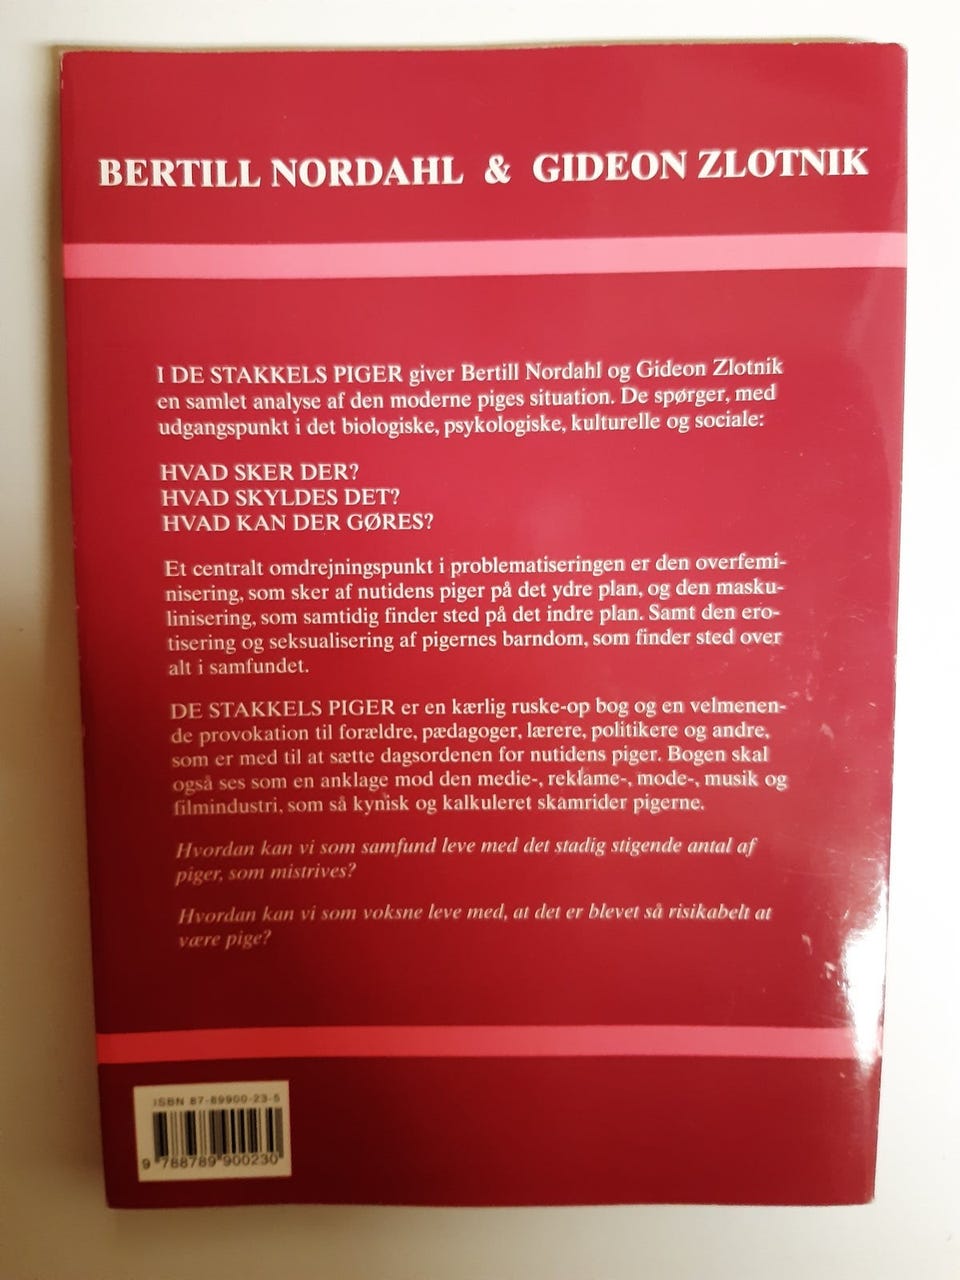 BERTILL NORDAHL & GIDEON ZLOTNIK
I DE STAKKELS PIGER giver Bertill Nordahl og Gideon Zlotnik
en samlet analyse af den moderne piges situation. De spørger, med
udgangspunkt i det biologiske, psykologiske, kulturelle og sociale:
HVAD SKER DER?
HVAD SKYLDES DET?
HVAD KAN DER GØRES?
Et centralt omdrejningspunkt i problematiseringen er den overfemi-
nisering, som sker af nutidens piger på det ydre plan, og den masku-
linisering, som samtidig finder sted på det indre plan. Samt den ero-
tisering og seksualisering af pigernes barndom, som finder sted over
alt i samfundet.
DE STAKKELS PIGER er en kærlig ruske-op bog og en velmenen-
de provokation til forældre, pædagoger, lærere, politikere og andre,
som er med til at sætte dagsordenen for nutidens piger. Bogen skal
også ses som en anklage mod den medie-, reklame-, mode-, musik og
filmindustri, som så kynisk og kalkuleret skamrider pigerne.
Hvordan kan vi som samfund leve med det stadig stigende antal af
piger, som mistrives?
Hvordan kan vi som voksne leve med, at det er blevet så risikabelt at
være pige?
ISBN 87-89900-23-5
9 788789 900230